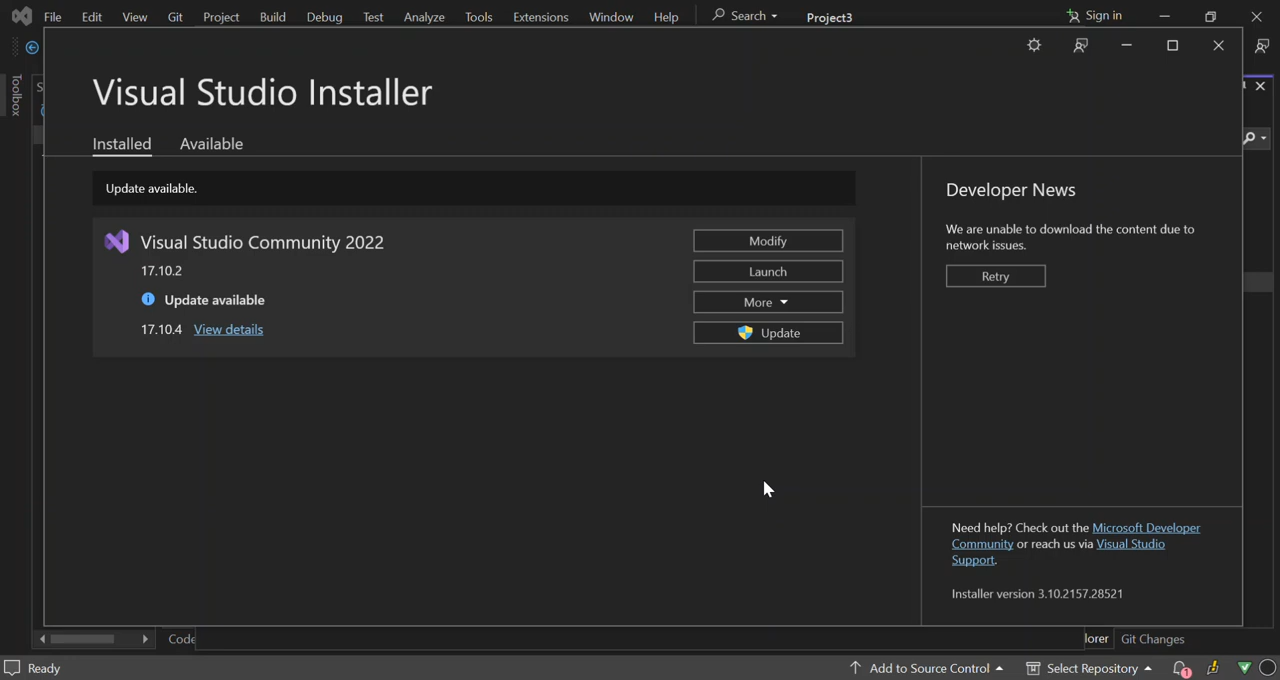 File Edit View Git Project Build Debug Test Analyze Tools Extensions Window Help Search Project3 Sign in
Toolbox
S
Visual Studio Installer
Installed Available
Update available.
Visual Studio Community 2022
17.10.2
Update available
17.10.4 View details
Modify
Launch
More
Update
Developer News
We are unable to download the content due to
network issues.
Retry
Need help? Check out the Microsoft Developer
Community or reach us via Visual Studio
Support.
Installer version 3.10.2157.28521
Code
lorer Git Changes
Ready Add to Source Control Select Repository 1